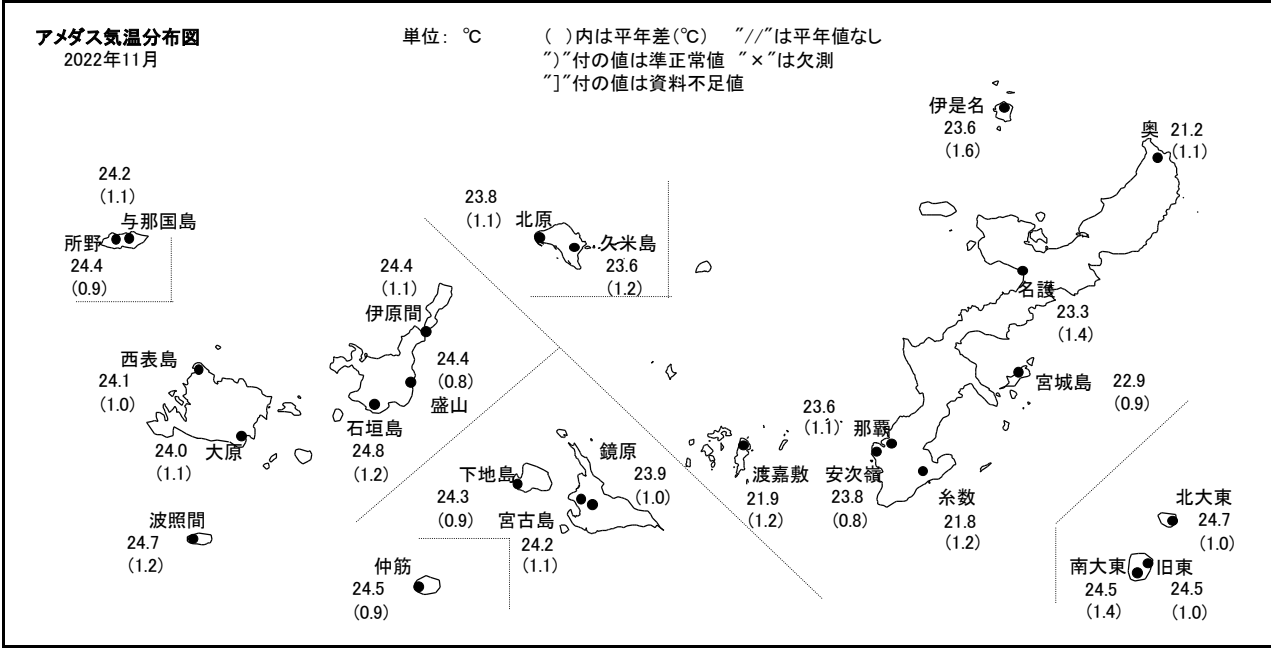 アメダス気温分布図
2022年11月
単位： ℃
（ ）内は平年差(℃) "//"は平年値なし
")"付の値は準正常値 "×"は欠測
"]"付の値は資料不足値
伊是名
23.6
(1.6)
奥 21.2
(1.1)
24.2
(1.1)
与那国島
所野
24.4
(0.9)
23.8
(1.1)
北原
久米島
23.6
(1.2)
名護
23.3
(1.4)
24.4
(1.1)
伊原間
24.4
(0.8)
盛山
石垣島
24.8
(1.2)
西表島
24.1
(1.0)
大原
24.0
(1.1)
宮城島
22.9
(0.9)
23.6
(1.1)
那覇
安次嶺
23.8
(0.8)
渡嘉敷
21.9
(1.2)
糸数
21.8
(1.2)
鏡原
23.9
(1.0)
下地島
24.3
(0.9)
宮古島
24.2
(1.1)
波照間
24.7
(1.2)
仲筋
24.5
(0.9)
北大東
24.7
(1.0)
南大東
24.5
(1.4)
旧東
24.5
(1.0)